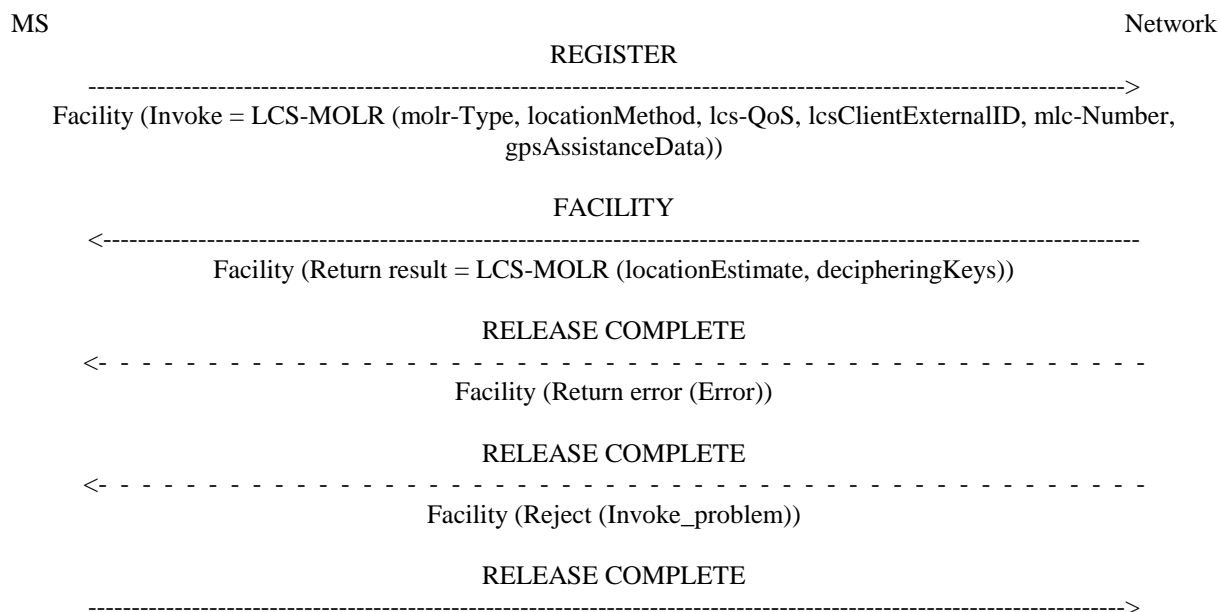 MS Network
REGISTER
Facility (Invoke = LCS-MOLR (molr-Type, locationMethod, lcs-QoS, lcsClientExternalID, mlc-Number,
gpsAssistanceData))
FACILITY
Facility (Return result = LCS-MOLR (locationEstimate, decipheringKeys))
RELEASE COMPLETE
Facility (Return error (Error))
RELEASE COMPLETE
Facility (Reject (Invoke_problem))
RELEASE COMPLETE